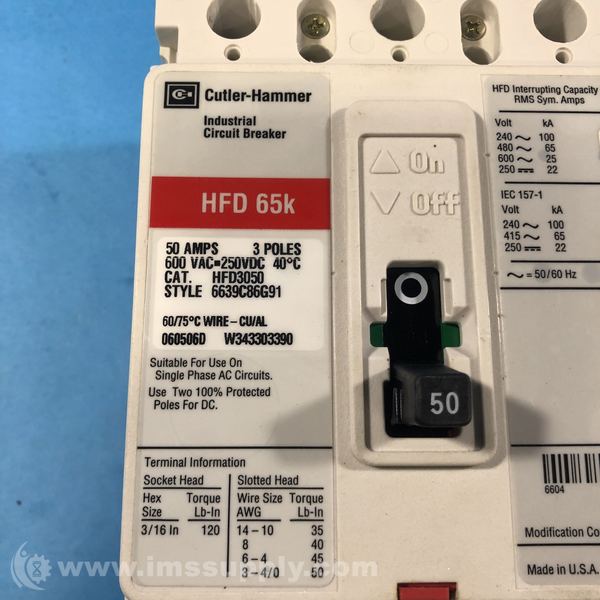 Cutler-Hammer
Industrial
Circuit Breaker
HFD 65k
50 AMPS 3 POLES
600 VAC=250VDC 40°C
CAT. HFD3050
STYLE 6639C86G91
60/75°C WIRE-CU/AL
060506D W343303390
Suitable For Use On
Single Phase AC Circuits.
Use Two 100% Protected
Poles For DC.
Terminal Information
Socket Head
Hex Torque
Size Lb-In
3/16 In 120
Slotted Head
Wire Size Torque
AWG Lb-In
14-10 35
8 40
6-4 45
3-4/0 50
On
Off
50
HFD Interrupting Capacity
RMS Sym. Amps
Volt kA
240 ~ 100
480 ~ 65
600 ~ 25
250 ⎓ 22
IEC 157-1
Volt kA
240 ~ 100
415 ~ 65
250 ⎓ 22
~ = 50/60 Hz
6604
Modification Co
Made in U.S.A.
www.imssupply.com